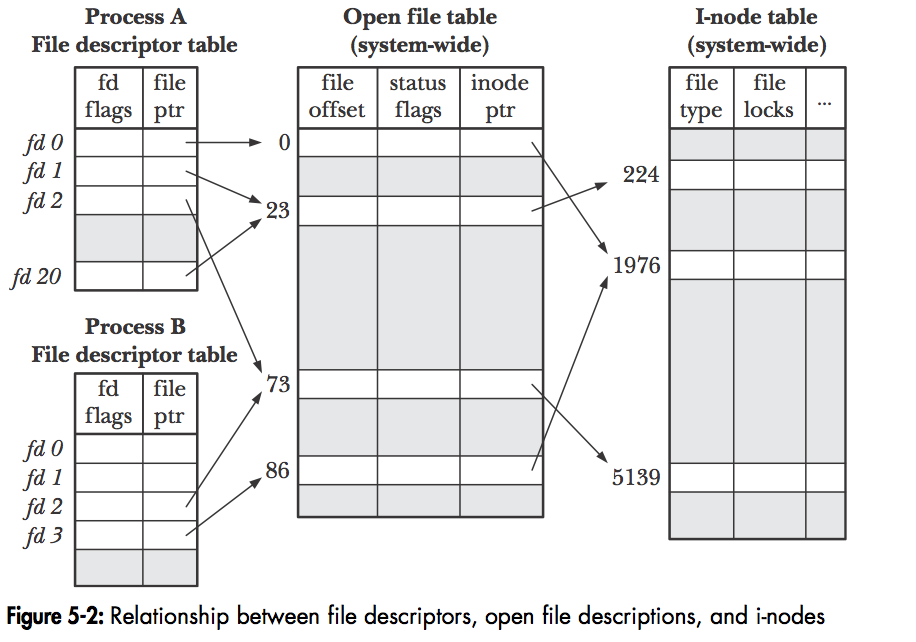 Process A
File descriptor table
fd file
flags ptr
fd 0
fd 1
fd 2
fd 20
Process B
File descriptor table
fd file
flags ptr
fd 0
fd 1
fd 2
fd 3
Open file table
(system-wide)
file status inode
offset flags ptr
0
23
73
86
I-node table
(system-wide)
file file ...
type locks
224
1976
5139
Figure 5-2: Relationship between file descriptors, open file descriptions, and i-nodes